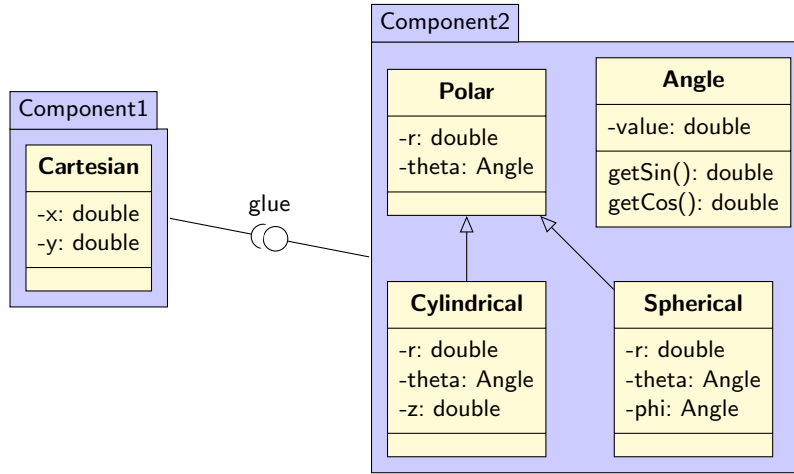 Component1
Cartesian
-x: double
-y: double
glue
Component2
Polar
-r: double
-theta: Angle
Angle
-value: double
getSin(): double
getCos(): double
Cylindrical
-r: double
-theta: Angle
-z: double
Spherical
-r: double
-theta: Angle
-phi: Angle